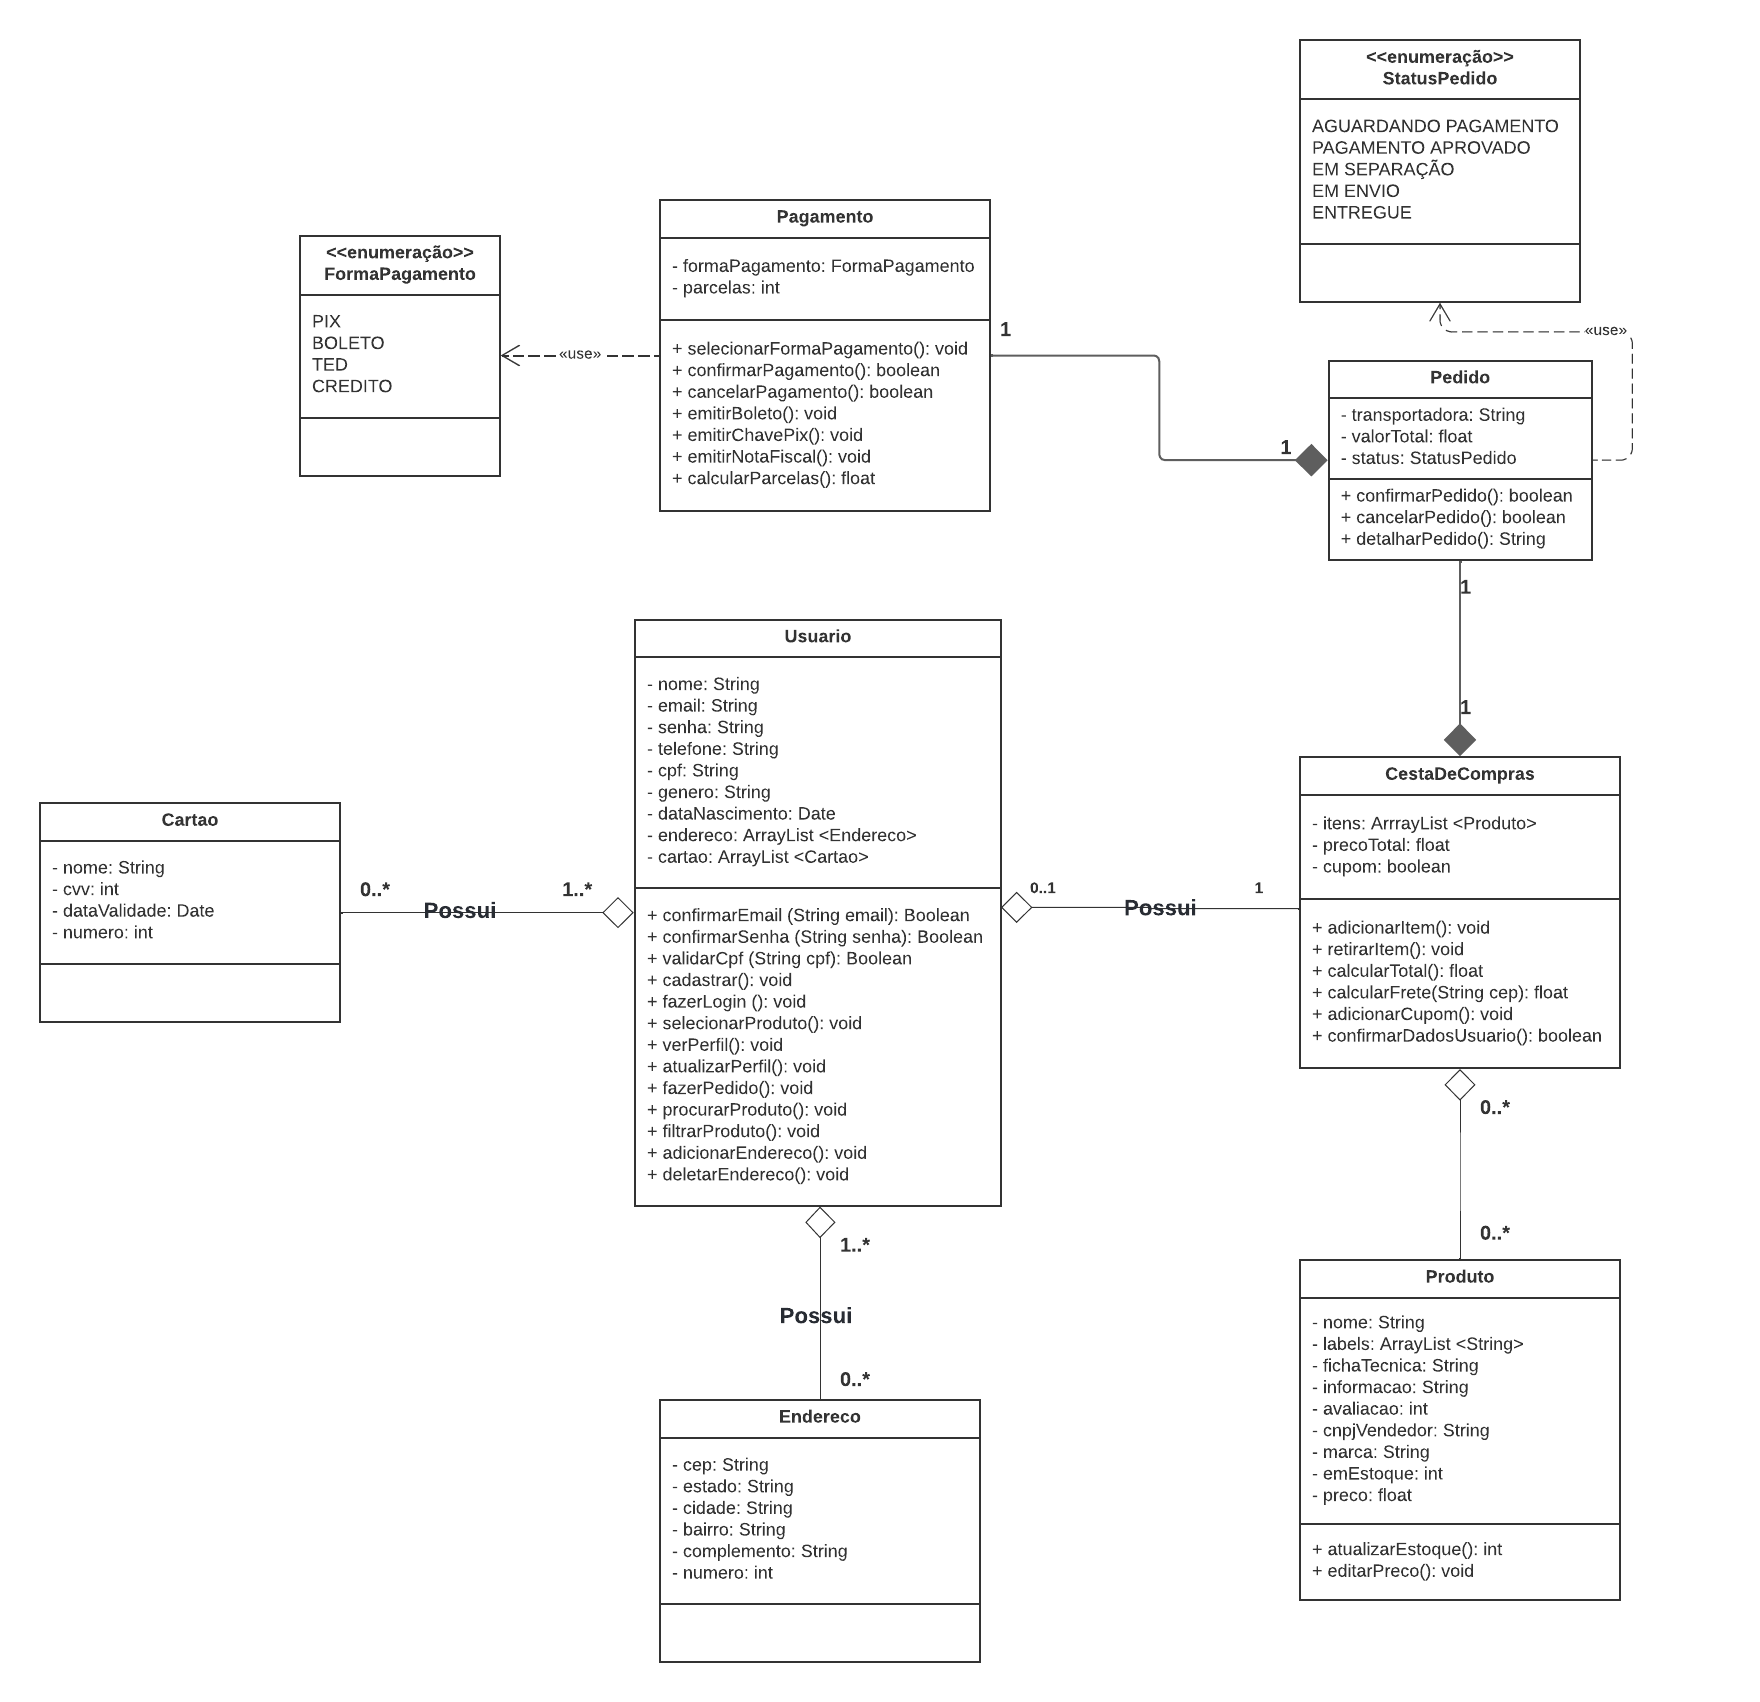 <<enumeração>>
StatusPedido
AGUARDANDO PAGAMENTO
PAGAMENTO APROVADO
EM SEPARAÇÃO
EM ENVIO
ENTREGUE
«use»
<<enumeração>>
FormaPagamento
PIX
BOLETO
TED
CREDITO
«use»
Pagamento
- formaPagamento: FormaPagamento
- parcelas: int
+ selecionarFormaPagamento(): void
+ confirmarPagamento(): boolean
+ cancelarPagamento(): boolean
+ emitirBoleto(): void
+ emitirChavePix(): void
+ emitirNotaFiscal(): void
+ calcularParcelas(): float
1
1
Pedido
- transportadora: String
- valorTotal: float
- status: StatusPedido
+ confirmarPedido(): boolean
+ cancelarPedido(): boolean
+ detalharPedido(): String
1
1
Usuario
- nome: String
- email: String
- senha: String
- telefone: String
- cpf: String
- genero: String
- dataNascimento: Date
- endereco: ArrayList <Endereco>
- cartao: ArrayList <Cartao>
+ confirmarEmail (String email): Boolean
+ confirmarSenha (String senha): Boolean
+ validarCpf (String cpf): Boolean
+ cadastrar(): void
+ fazerLogin (): void
+ selecionarProduto(): void
+ verPerfil(): void
+ atualizarPerfil(): void
+ fazerPedido(): void
+ procurarProduto(): void
+ filtrarProduto(): void
+ adicionarEndereco(): void
+ deletarEndereco(): void
Cartao
- nome: String
- cvv: int
- dataValidade: Date
- numero: int
0..*
Possui
1..*
0..1
Possui
1
CestaDeCompras
- itens: ArrrayList <Produto>
- precoTotal: float
- cupom: boolean
+ adicionarItem(): void
+ retirarItem(): void
+ calcularTotal(): float
+ calcularFrete(String cep): float
+ adicionarCupom(): void
+ confirmarDadosUsuario(): boolean
0..*
0..*
1..*
Possui
0..*
Endereco
- cep: String
- estado: String
- cidade: String
- bairro: String
- complemento: String
- numero: int
Produto
- nome: String
- labels: ArrayList <String>
- fichaTecnica: String
- informacao: String
- avaliacao: int
- cnpjVendedor: String
- marca: String
- emEstoque: int
- preco: float
+ atualizarEstoque(): int
+ editarPreco(): void